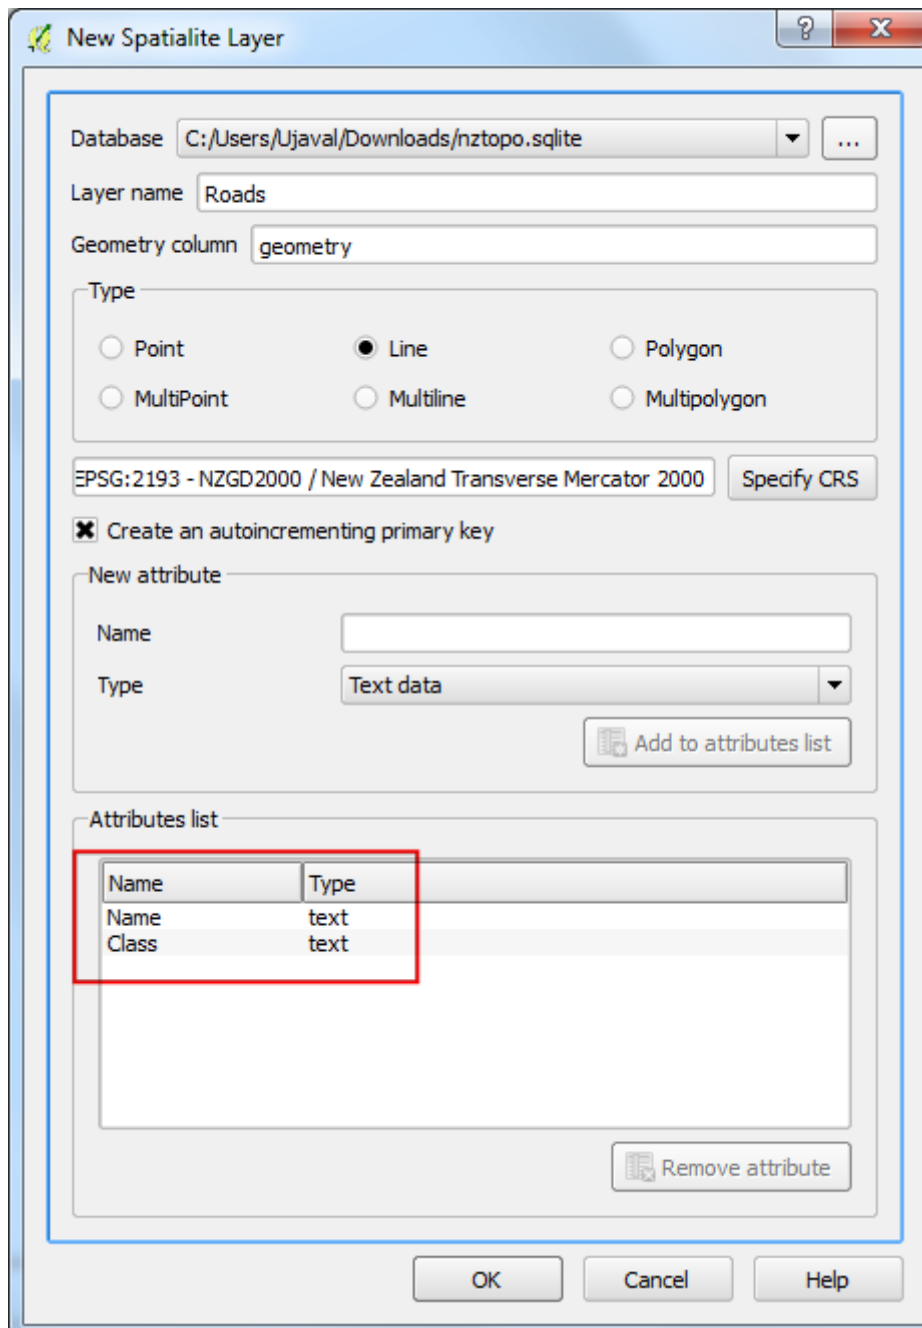 New Spatialite Layer
Database C:/Users/Ujaval/Downloads/nztopo.sqlite ...
Layer name Roads
Geometry column geometry
Type
Point Line Polygon
MultiPoint Multiline Multipolygon
EPSG:2193 - NZGD2000 / New Zealand Transverse Mercator 2000 Specify CRS
Create an autoincrementing primary key
New attribute
Name
Type Text data
Add to attributes list
Attributes list
Name Type
Name text
Class text
Remove attribute
OK Cancel Help